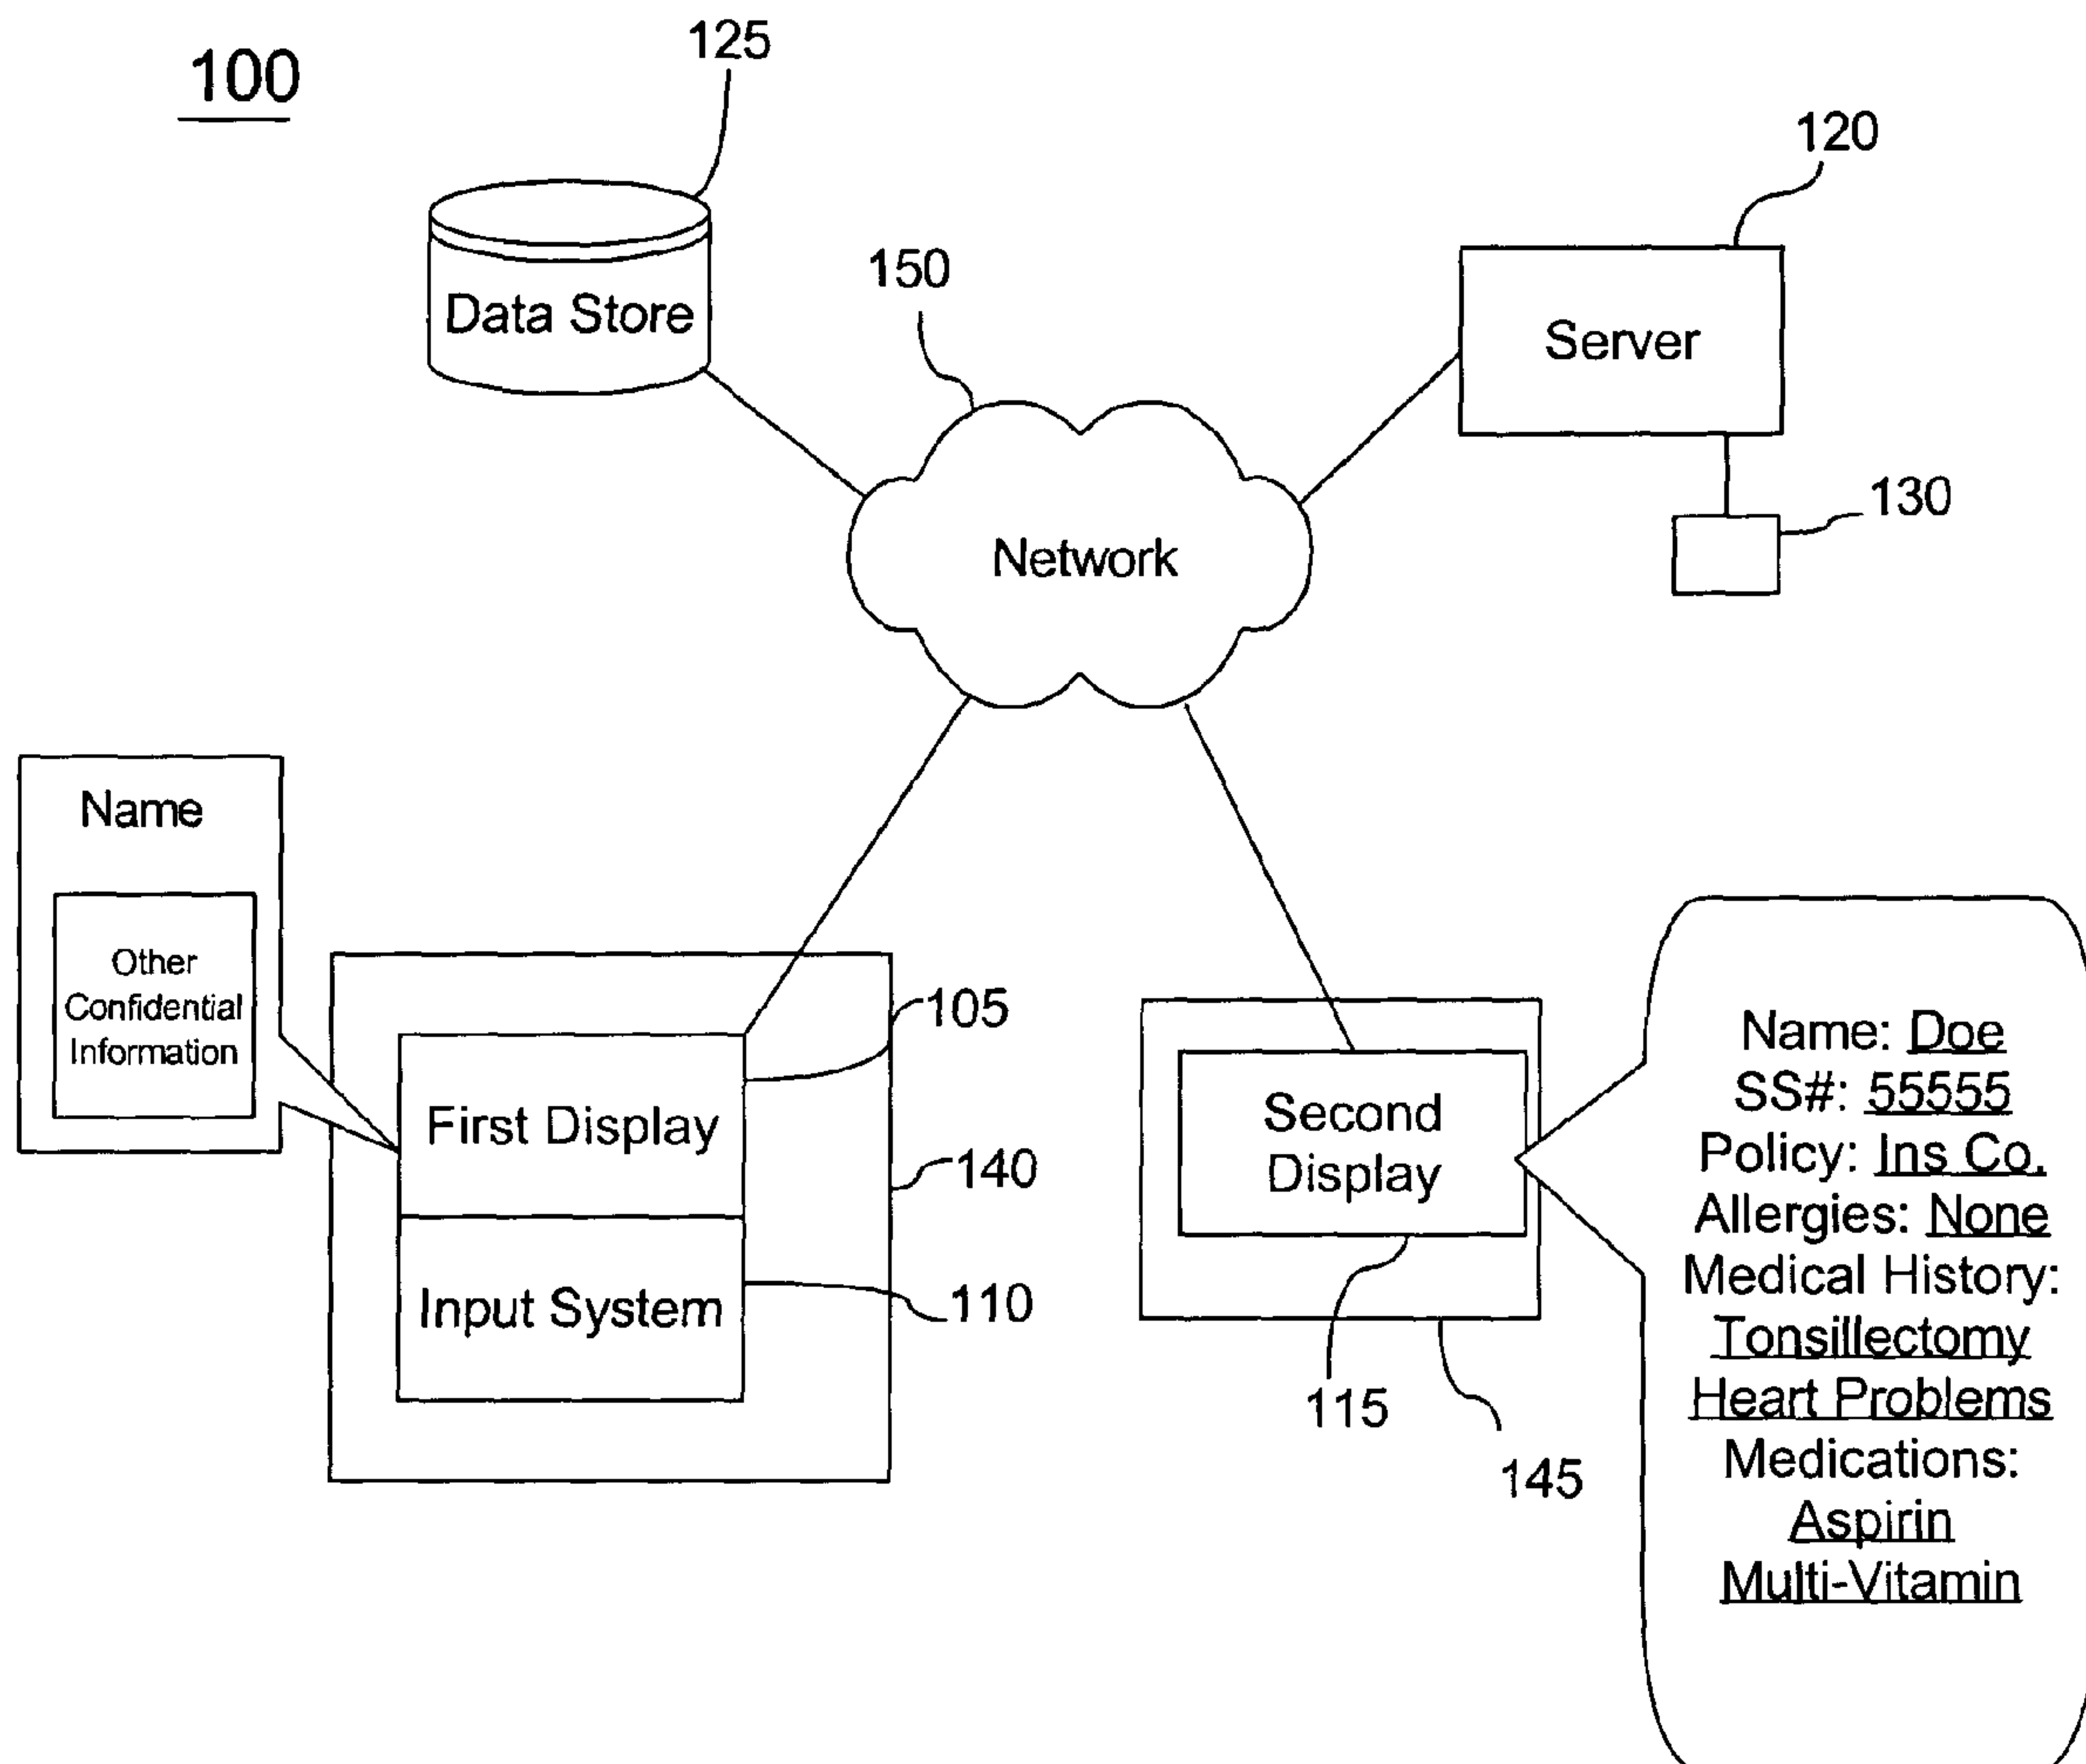 100
125
120
Data Store
150
Server
130
Network
Name
Other
Confidential
Information
105
First Display
140
Input System
110
Second
Display
115
145
Name: Doe
SS#: 55555
Policy: Ins Co.
Allergies: None
Medical History:
Tonsillectomy
Heart Problems
Medications:
Aspirin
Multi-Vitamin